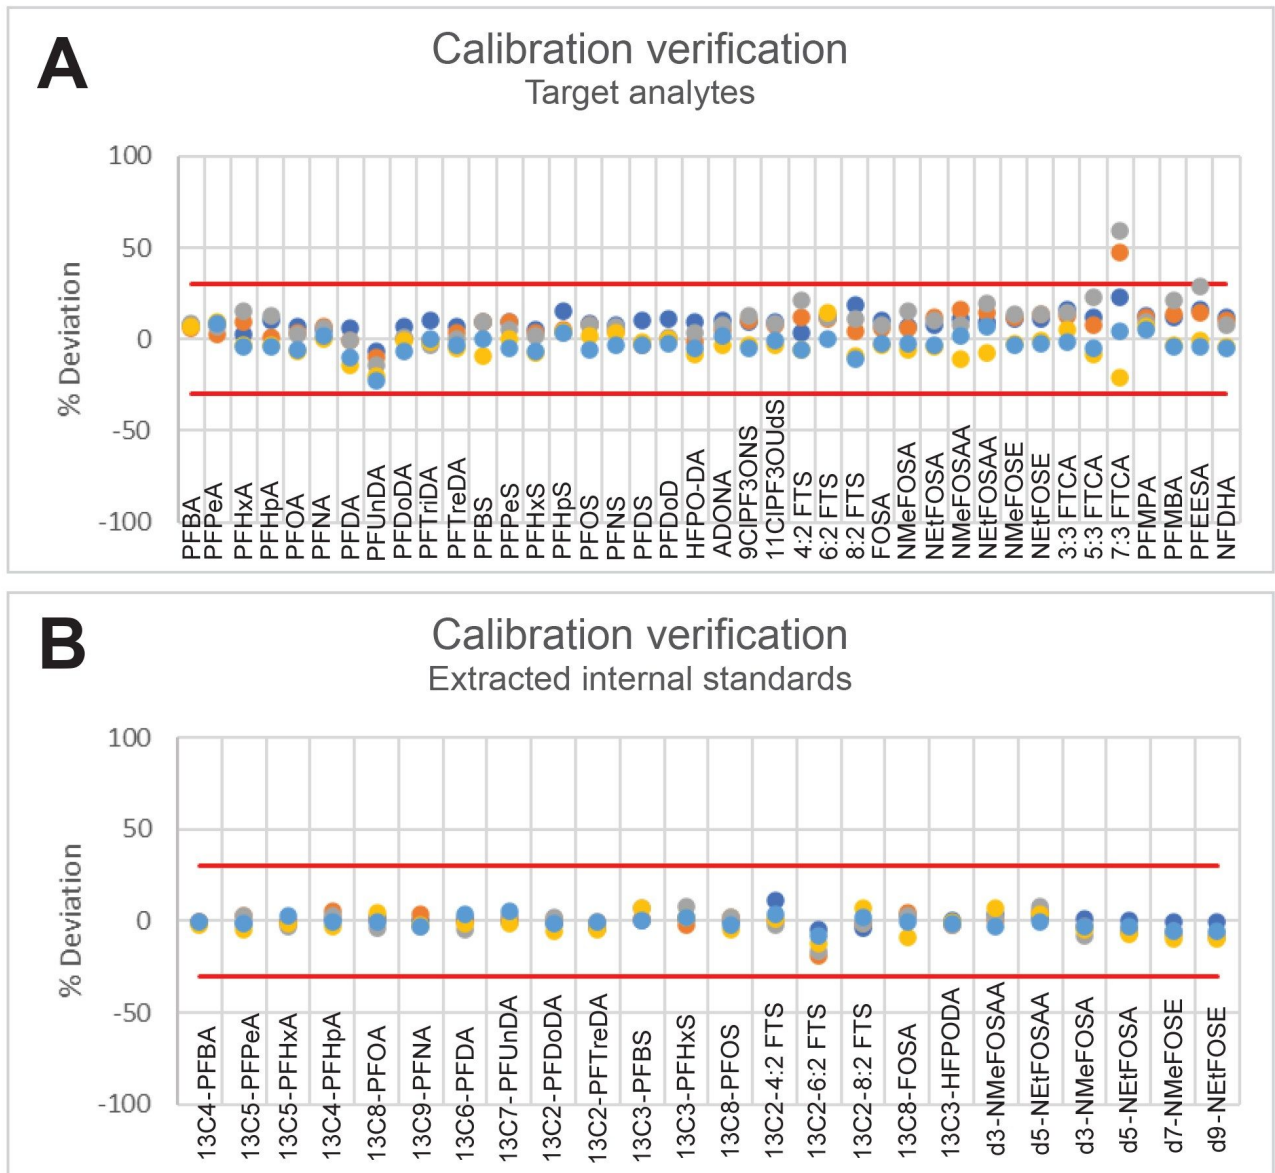 A
Calibration verification
Target analytes
% Deviation
100
50
0
-50
-100
PFBA
PFPeA
PFHxA
PFHpA
PFOA
PFNA
PFDA
PFUnDA
PFDoDA
PFTriDA
PFTreDA
PFBS
PFPeS
PFHxS
PFHpS
PFOS
PFNS
PFDS
PFDoD
HFPO-DA
ADONA
9ClPF3ONS
11ClPF3OUdS
4:2 FTS
6:2 FTS
8:2 FTS
FOSA
NMeFOSA
NEtFOSA
NMeFOSAA
NEtFOSAA
NMeFOSE
NEtFOSE
3:3 FTCA
5:3 FTCA
7:3 FTCA
PFMPA
PFMBA
PFEESA
NFDHA
B
Calibration verification
Extracted internal standards
% Deviation
100
50
0
-50
-100
13C4-PFBA
13C5-PFPeA
13C5-PFHxA
13C4-PFHpA
13C8-PFOA
13C9-PFNA
13C6-PFDA
13C7- PFUnDA
13C2-PFDoDA
13C2-PFTreDA
13C3-PFBS
13C3-PFHxS
13C8-PFOS
13C2-4:2 FTS
13C2-6:2 FTS
13C2-8:2 FTS
13C8-FOSA
13C3-HFPODA
d3-NMeFOSAA
d5-NEtFOSAA
d3-NMeFOSA
d5-NEtFOSA
d7-NMeFOSE
d9-NEtFOSE